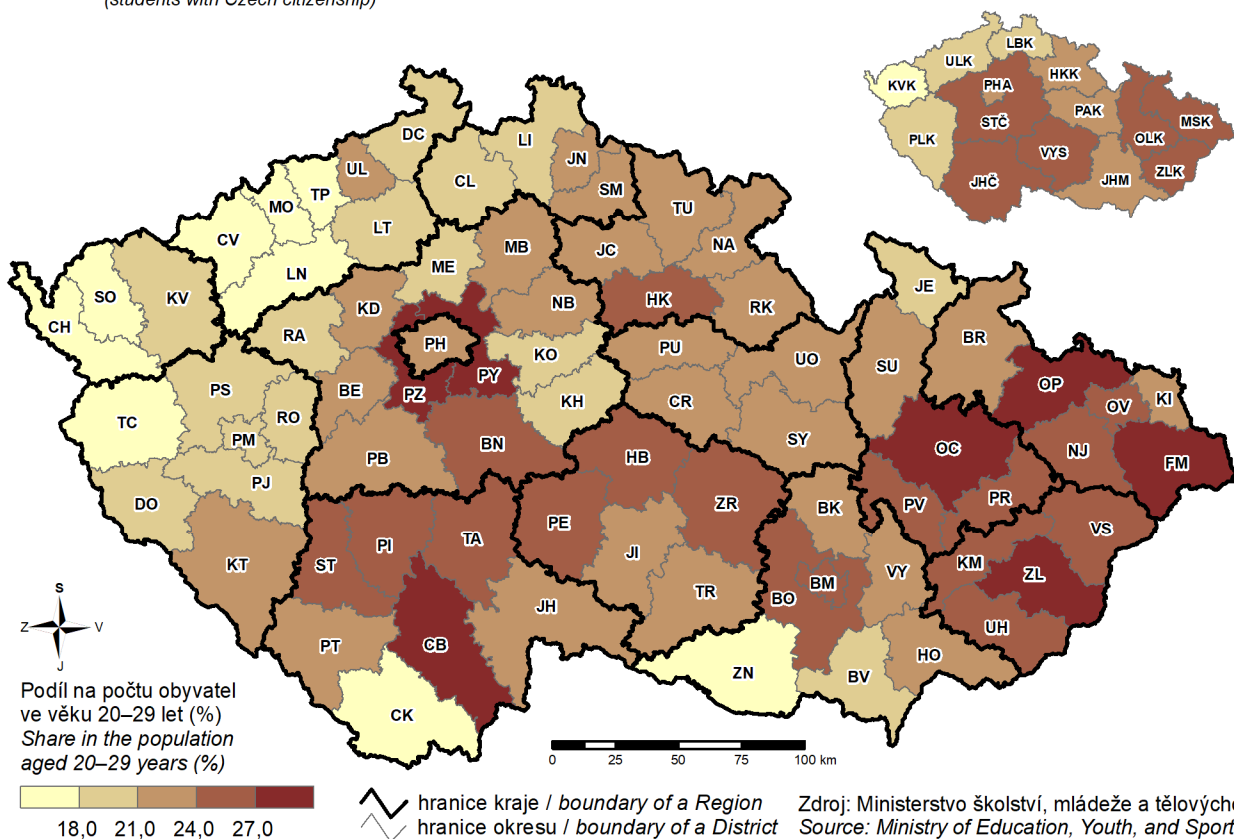 (students with Czech citizenship)
LBK
ULK
HKK
KVK
PHA
PAK
MSK
STČ
OLK
PLK
VYS
ZLK
JHČ
JHM
DC
LI
JN
UL
TP
CL
SM
MO
TU
LT
CV
NA
MB
JC
ME
LN
JE
SO
KV
NB
HK
KD
RK
CH
RA
PH
BR
KO
PU
UO
SU
PY
OP
BE
PZ
PS
KI
OV
KH
CR
RO
TC
PM
SY
BN
OC
HB
NJ
PB
FM
PJ
PR
DO
ZR
PV
BK
PE
VS
TA
PI
JI
KT
ST
KM
VY
ZL
BM
TR
BO
JH
UH
CB
PT
HO
ZN
BV
CK
S
Z
V
J
Podíl na počtu obyvatel
ve věku 20–29 let (%)
Share in the population
aged 20–29 years (%)
18,0 21,0 24,0 27,0
0 25 50 75 100 km
hranice kraje / boundary of a Region
hranice okresu / boundary of a District
Zdroj: Ministerstvo školství, mládeže a tělovýcho
Source: Ministry of Education, Youth, and Sport